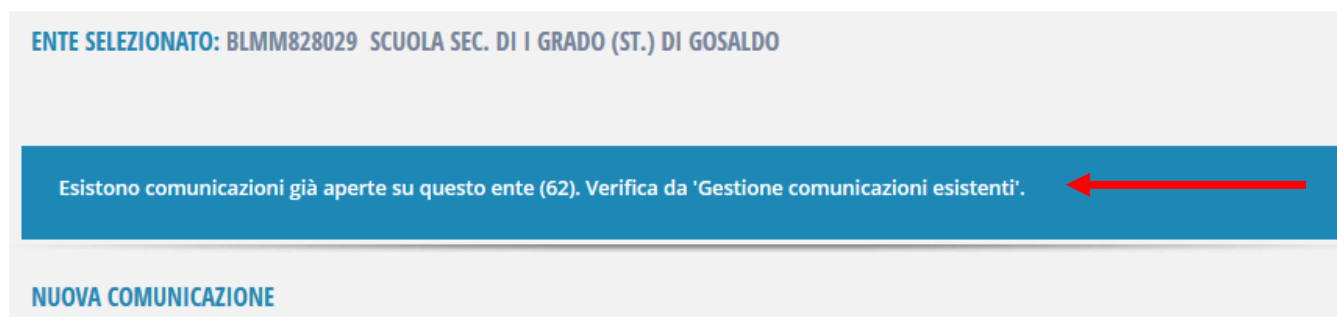 ENTE SELEZIONATO: BLMM828029 SCUOLA SEC. DI I GRADO (ST.) DI GOSALDO
Esistono comunicazioni già aperte su questo ente (62). Verifica da 'Gestione comunicazioni esistenti'.
NUOVA COMUNICAZIONE